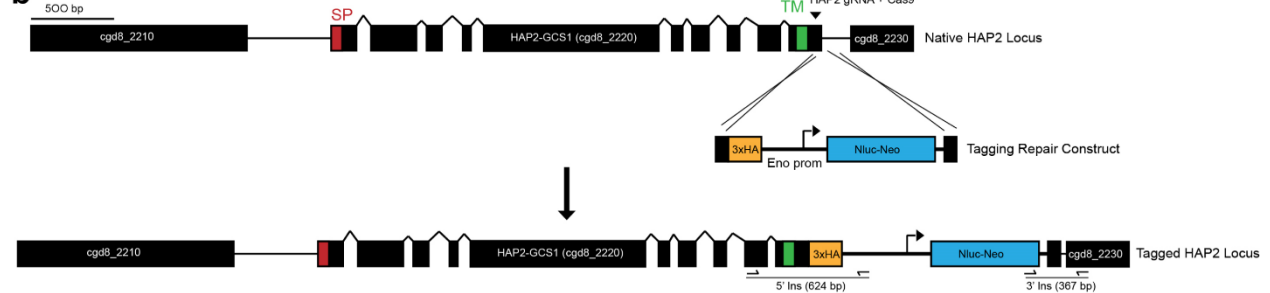 b
500 bp
SP
TM
HAP2 gRNA + Cas9
cgd8_2210
HAP2-GCS1 (cgd8_2220)
cgd8_2230
Native HAP2 Locus
3xHA
Eno prom
Nluc-Neo
Tagging Repair Construct
cgd8_2210
HAP2-GCS1 (cgd8_2220)
3xHA
Nluc-Neo
cgd8_2230
Tagged HAP2 Locus
5' Ins (624 bp)
3' Ins (367 bp)